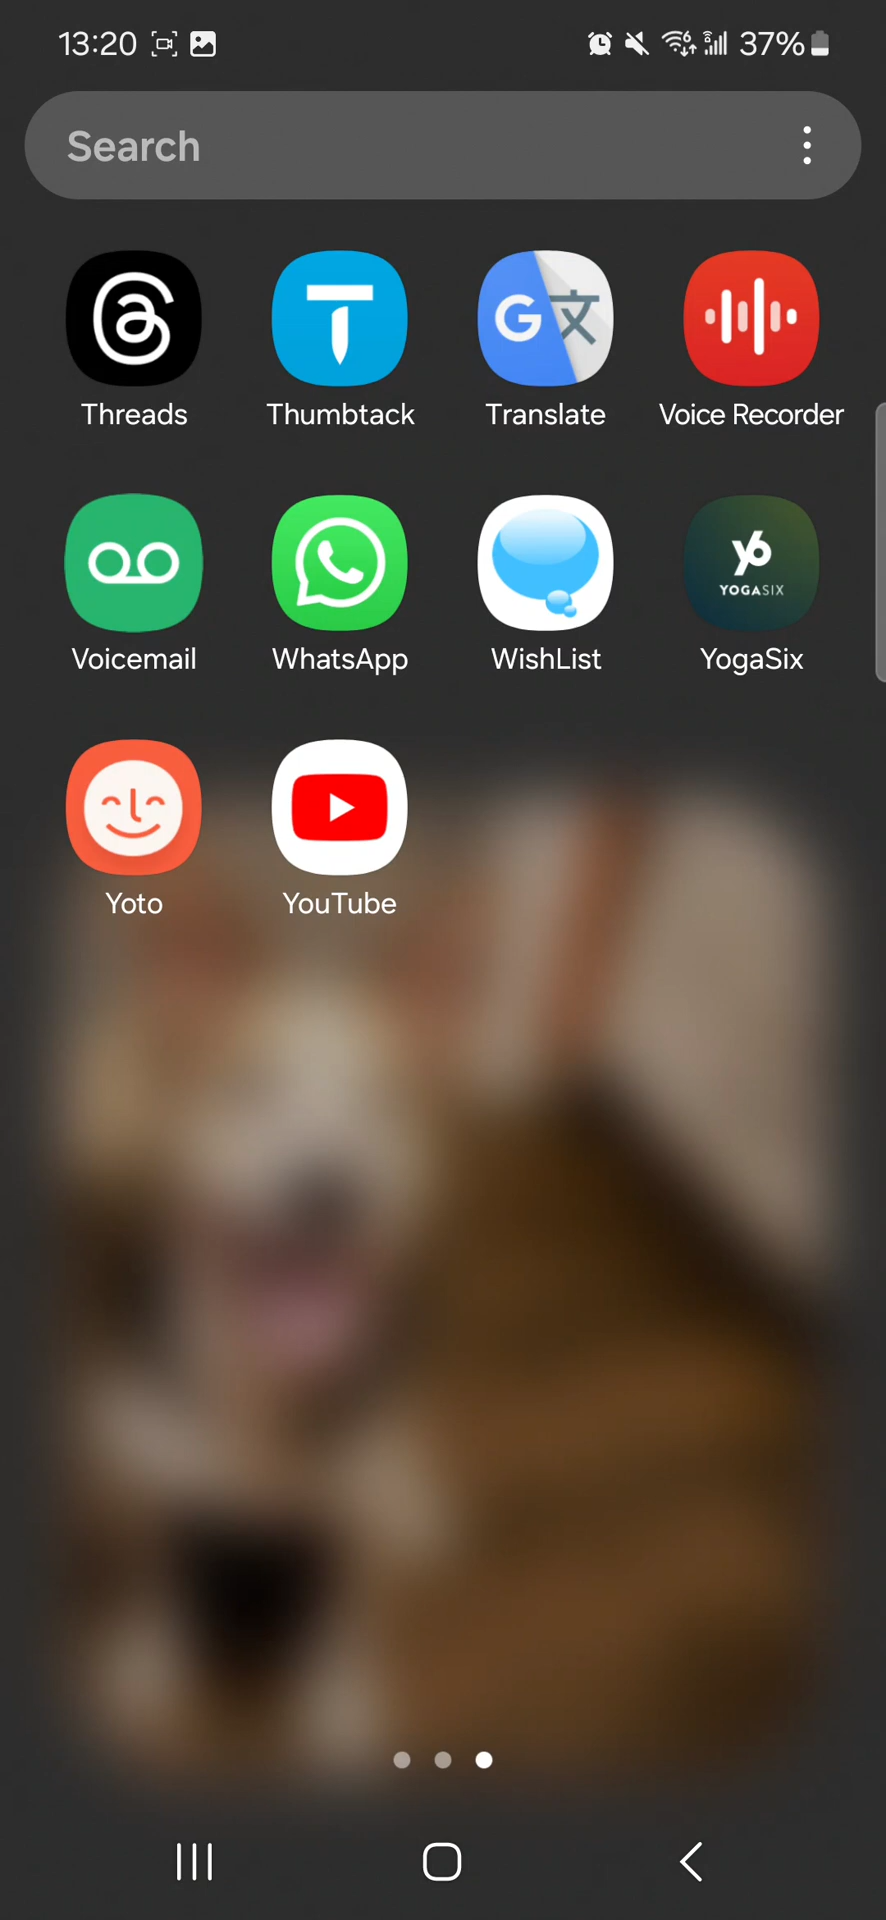 13:20 37%
Search
Threads Thumbtack Translate Voice Recorder
YOGASIX
Voicemail WhatsApp WishList YogaSix
Yoto YouTube